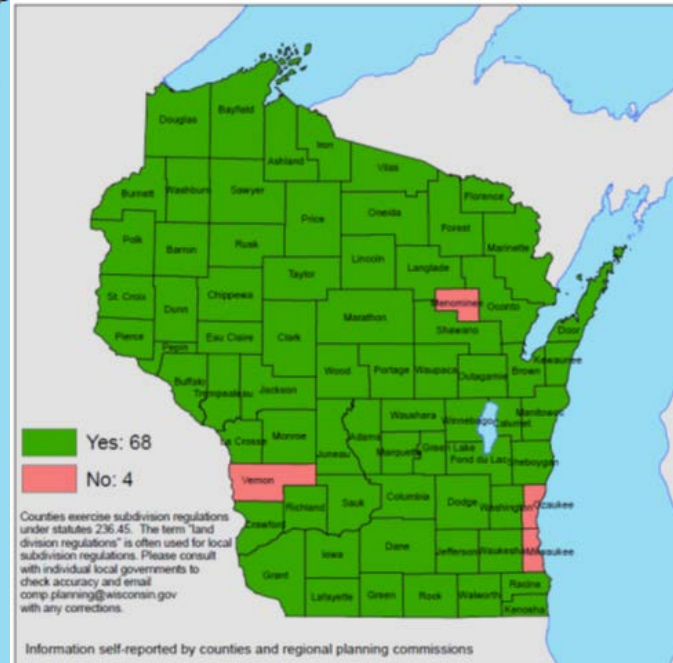 Douglas
Bayfield
Ashland
Iron
Vilas
Florence
Burnett
Washburn
Sawyer
Price
Oneida
Forest
Marinette
Polk
Barron
Rusk
Lincoln
Langlade
Taylor
St. Croix
Dunn
Chippewa
Menominee
Oconto
Marathon
Door
Pierce
Pepin
Eau Claire
Clark
Shawano
Kewaunee
Buffalo
Trempealeau
Jackson
Wood
Portage
Waupaca
Outagamie
Brown
Manitowoc
Waushara
Winnebago
Calumet
La Crosse
Monroe
Juneau
Adams
Marquette
Green Lake
Fond du Lac
Sheboygan
Yes: 68
No: 4
Vernon
Richland
Sauk
Columbia
Dodge
Washington
Ozaukee
Crawford
Counties exercise subdivision regulations
under statutes 236.45. The term "land
division regulations" is often used for local
subdivision regulations. Please consult
with individual local governments to
check accuracy and email
comp.planning@wisconsin.gov
with any corrections.
Iowa
Dane
Jefferson
Waukesha
Milwaukee
Grant
Lafayette
Green
Rock
Walworth
Racine
Kenosha
Information self-reported by counties and regional planning commissions